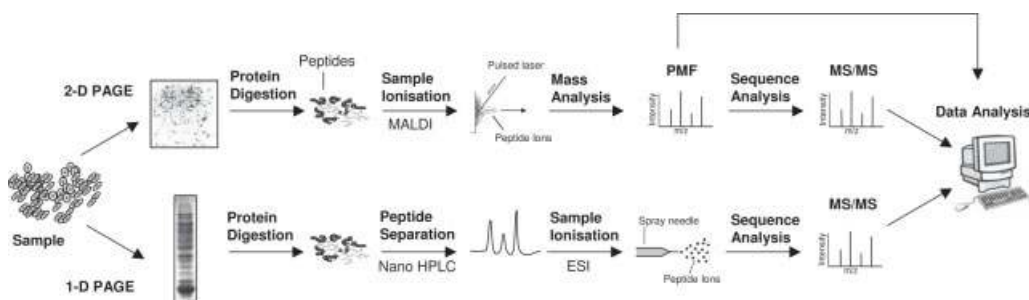 2-D PAGE
Protein
Digestion
Peptides
Sample
Ionisation
MALDI
Pulsed laser
Peptide Ions
Mass
Analysis
PMF
Intensity
m/z
Sequence
Analysis
MS/MS
Intensity
m/z
Data Analysis
Sample
1-D PAGE
Protein
Digestion
Peptide
Separation
Nano HPLC
Sample
Ionisation
ESI
Spray needle
Peptide Ions
Sequence
Analysis
MS/MS
Intensity
m/z